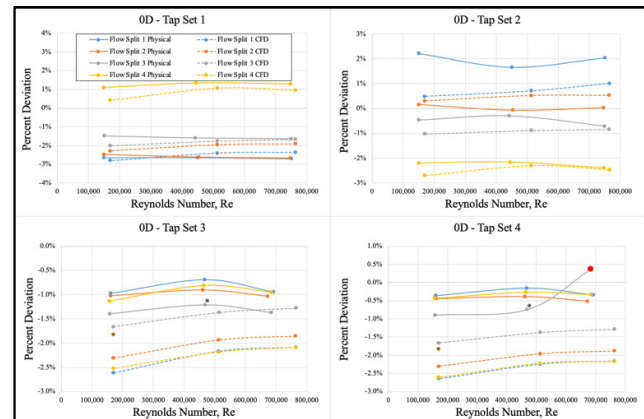 0D - Tap Set 1
5%
4%
3%
2%
1%
0%
-1%
-2%
-3%
-4%
Percent Deviation
Flow Split 1 Physical Flow Split 1 CFD
Flow Split 2 Physical Flow Split 2 CFD
Flow Split 3 Physical Flow Split 3 CFD
Flow Split 4 Physical Flow Split 4 CFD
0 100,000 200,000 300,000 400,000 500,000 600,000 700,000 800,000
Reynolds Number, Re
0D - Tap Set 2
3%
2%
1%
0%
-1%
-2%
-3%
Percent Deviation
0 100,000 200,000 300,000 400,000 500,000 600,000 700,000 800,000
Reynolds Number, Re
0D - Tap Set 3
0.0%
-0.5%
-1.0%
-1.5%
-2.0%
-2.5%
-3.0%
Percent Deviation
0 100,000 200,000 300,000 400,000 500,000 600,000 700,000 800,000
Reynolds Number, Re
0D - Tap Set 4
1.0%
0.5%
0.0%
-0.5%
-1.0%
-1.5%
-2.0%
-2.5%
-3.0%
Percent Deviation
0 100,000 200,000 300,000 400,000 500,000 600,000 700,000 800,000
Reynolds Number, Re